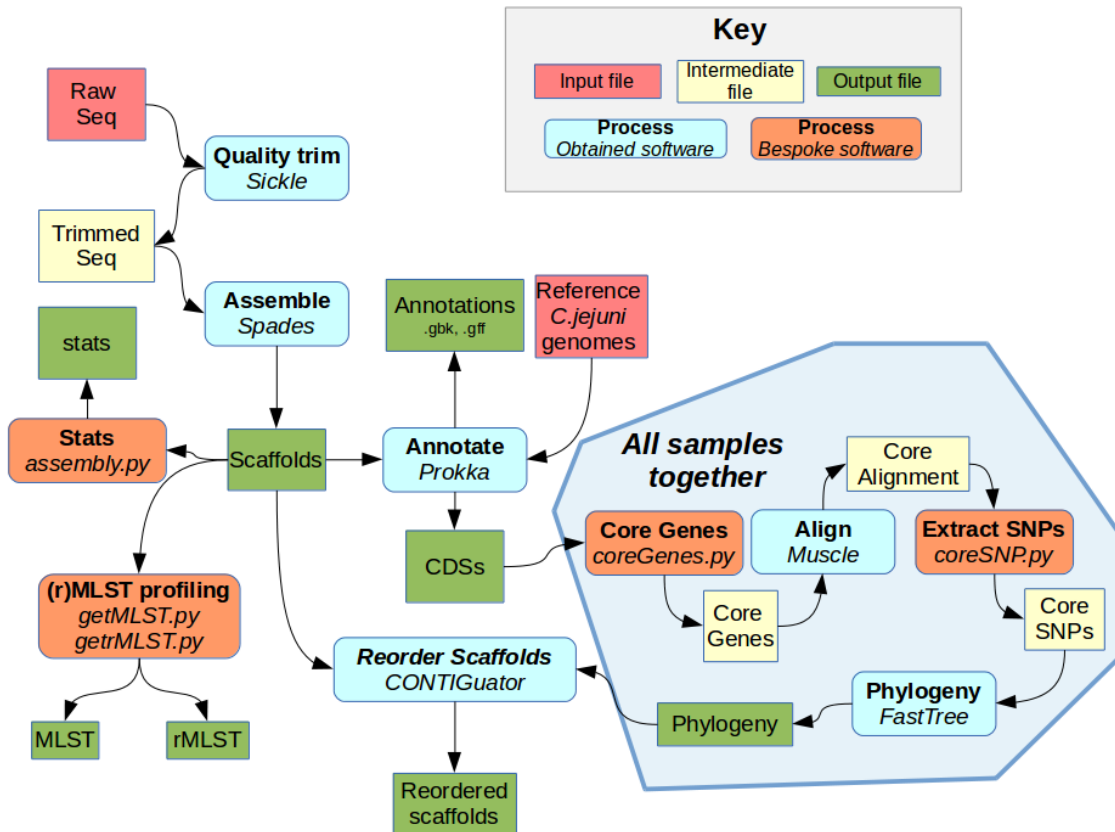 Key
Input file
Intermediate
file
Output file
Process
Obtained software
Process
Bespoke software
Raw
Seq
Quality trim
Sickle
Trimmed
Seq
Assemble
Spades
Annotations
.gbk, .gff
Reference
C.jejuni
genomes
stats
Stats
assembly.py
Scaffolds
Annotate
Prokka
CDSs
(r)MLST profiling
getMLST.py
getrMLST.py
MLST
rMLST
Reorder Scaffolds
CONTIGuator
Reordered
scaffolds
All samples
together
Core Genes
coreGenes.py
Core
Genes
Align
Muscle
Core
Alignment
Extract SNPs
coreSNP.py
Core
SNPs
Phylogeny
FastTree
Phylogeny